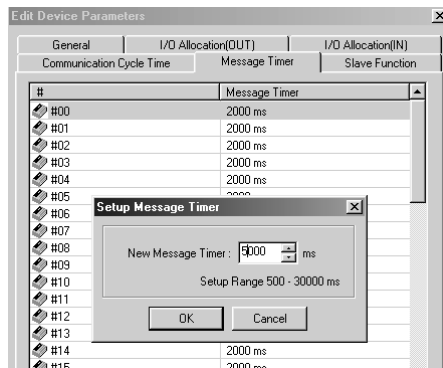 Edit Device Parameters
General I/O Allocation(OUT) I/O Allocation(IN)
Communication Cycle Time Message Timer Slave Function
# Message Timer
#00 2000 ms
#01 2000 ms
#02 2000 ms
#03 2000 ms
#04 2000 ms
#05
#06
#07
#08
#09
#10
#11
#12
#13
#14 2000 ms
#15 2000 ms
Setup Message Timer
New Message Timer : 5000 ms
Setup Range 500 - 30000 ms
OK Cancel